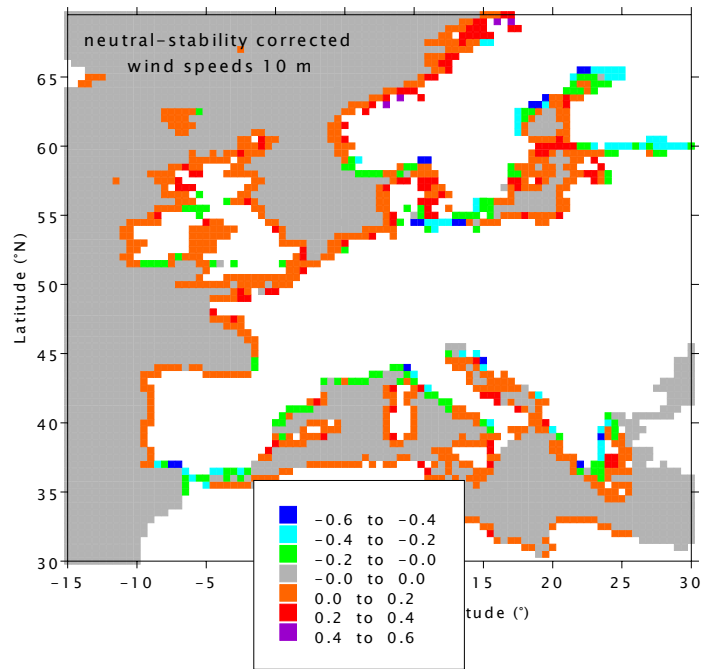 neutral-stability corrected
wind speeds 10 m
65
60
55
50
45
40
35
30
Latitude (°N)
-15
-10
-5
15
20
25
30
tude (°)
-0.6 to -0.4
-0.4 to -0.2
-0.2 to -0.0
-0.0 to 0.0
0.0 to 0.2
0.2 to 0.4
0.4 to 0.6